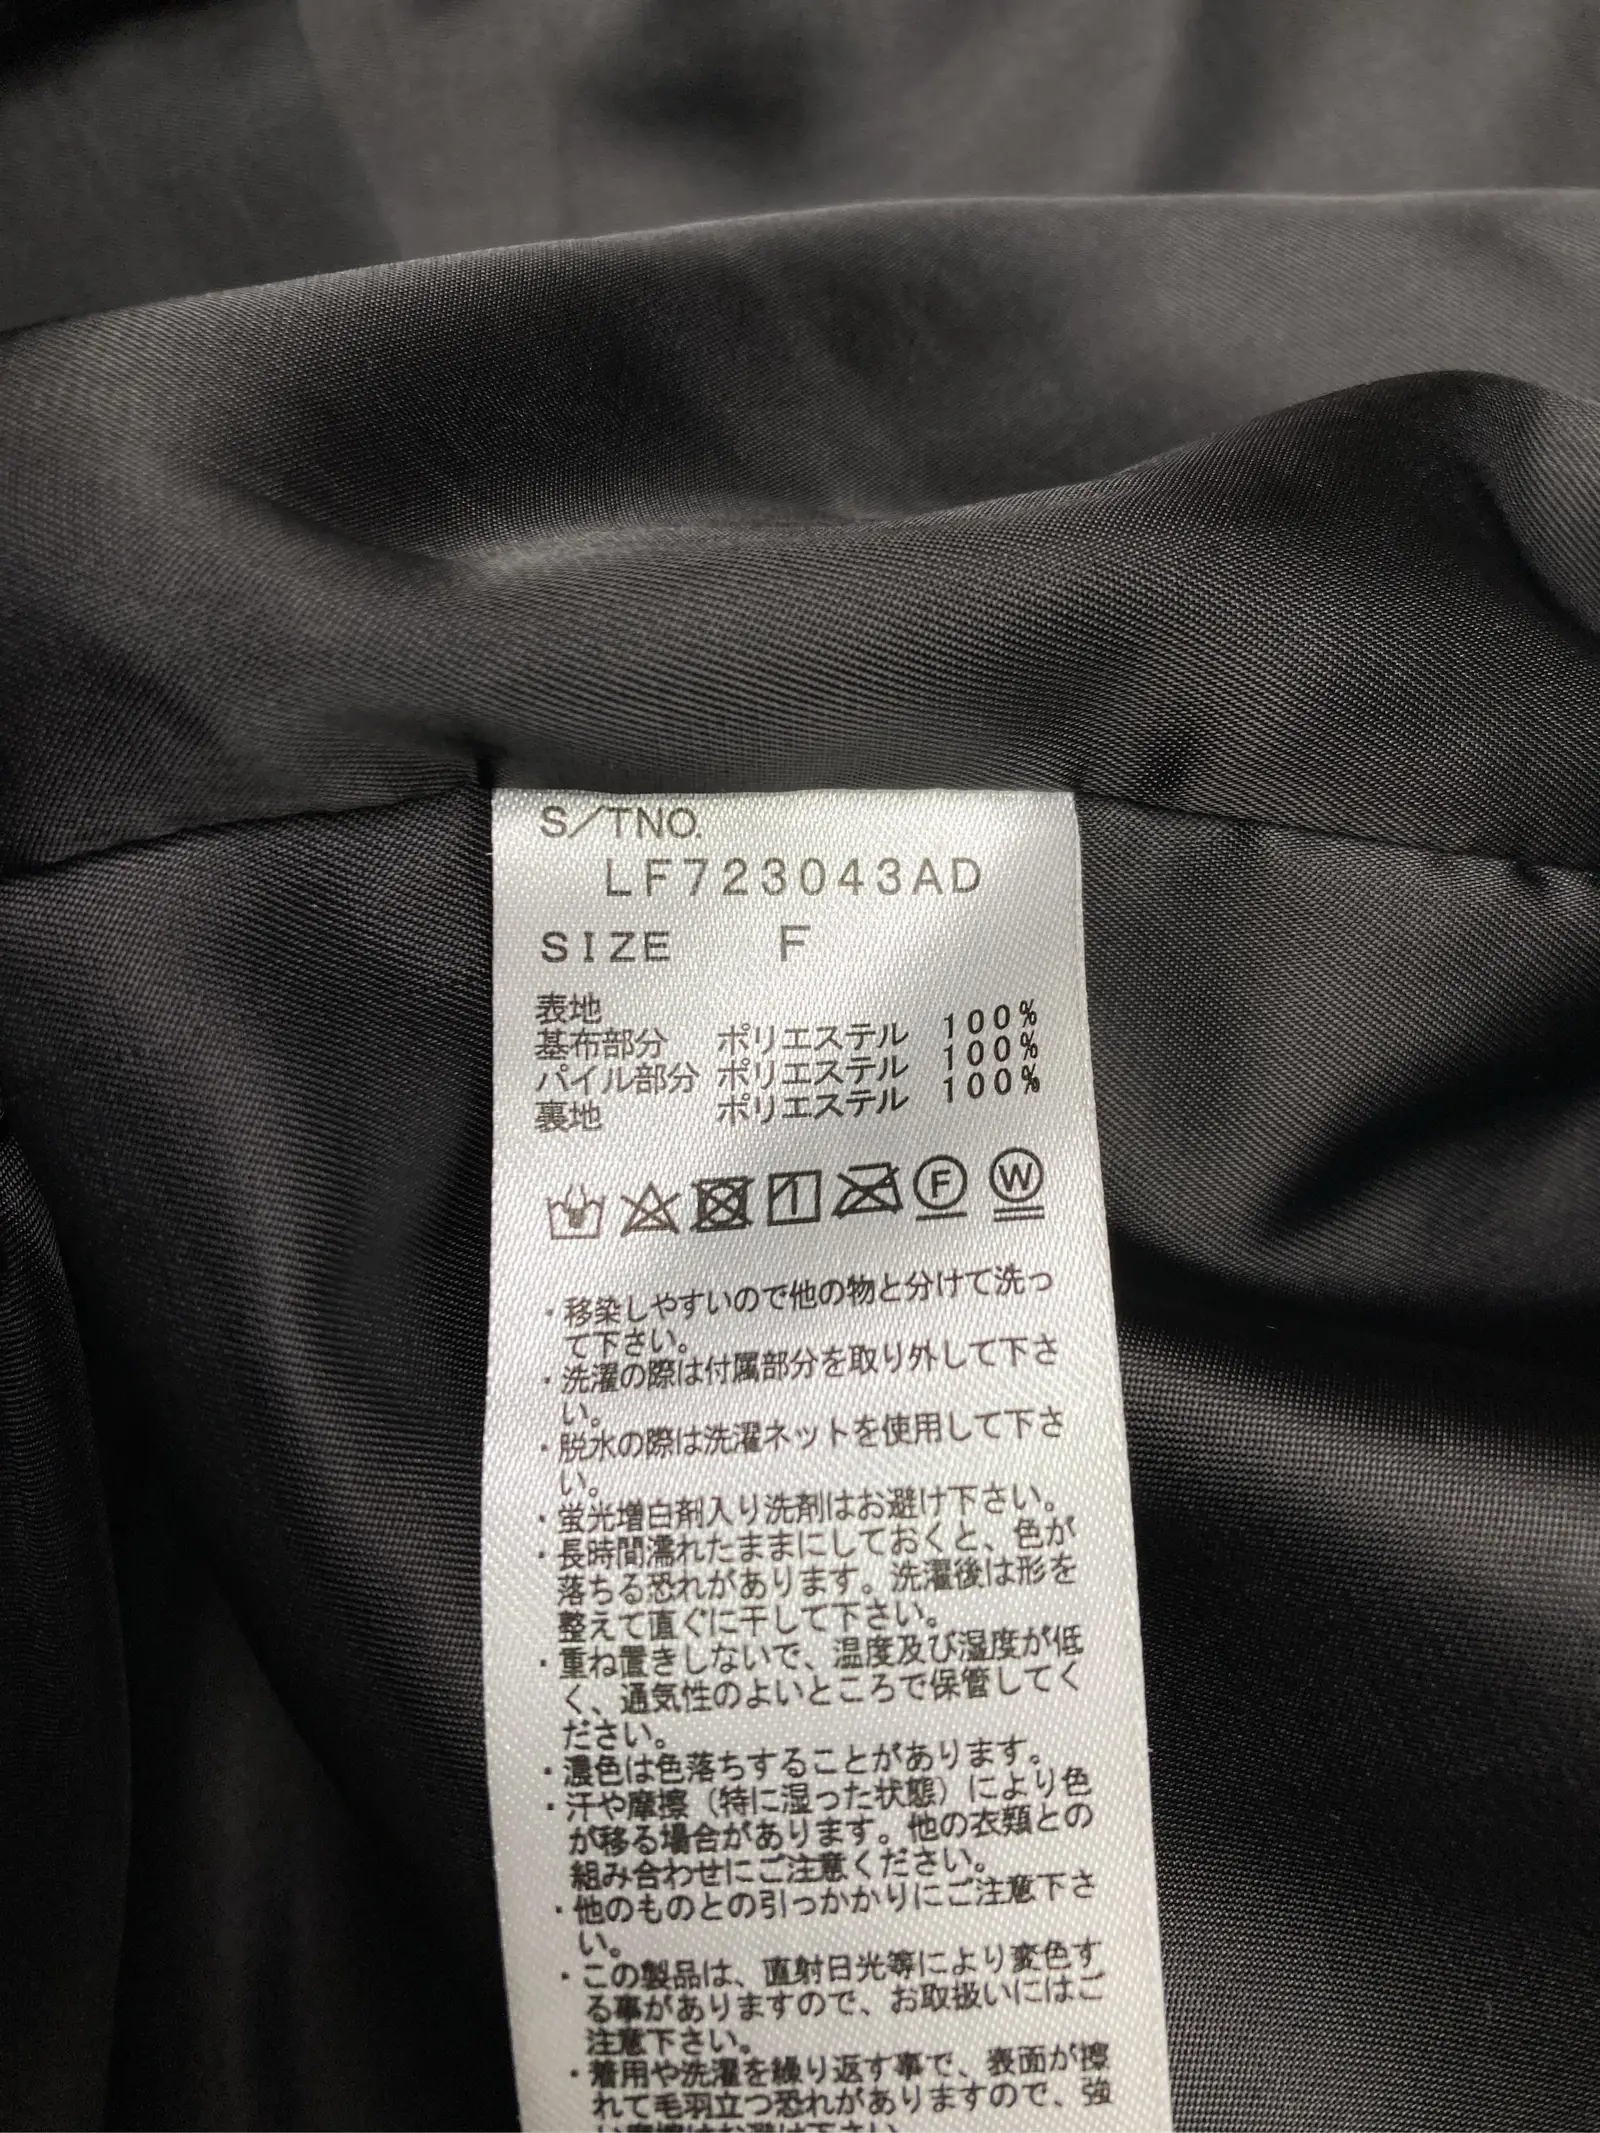 S/TNO.
LF723043AD
SIZE F
表地
基布部分 ポリエステル 100%
パイル部分 ポリエステル 100%
裏地 ポリエステル 100%
F W
・移染しやすいので他の物と分けて洗っ
て下さい。
・洗濯の際は付属部分を取り外して下さ
い。
・脱水の際は洗濯ネットを使用して下さ
い。
・蛍光増白剤入り洗剤はお避け下さい。
・長時間濡れたままにしておくと、色が
落ちる恐れがあります。洗濯後は形を
整えて直ぐに干して下さい。
・重ね置きしないで、温度及び湿度が低
く、通気性のよいところで保管してく
ださい。
・濃色は色落ちすることがあります。
・汗や摩擦（特に湿った状態）により色
が移る場合があります。他の衣類との
組み合わせにご注意ください。
・他のものとの引っかかりにご注意下さ
い。
・この製品は、直射日光等により変色す
る事がありますので、お取扱いにはご
注意下さい。
・着用や洗濯を繰り返す事で、表面が擦
れて毛羽立つ恐れがありますので、強
い摩擦はお避け下さい。